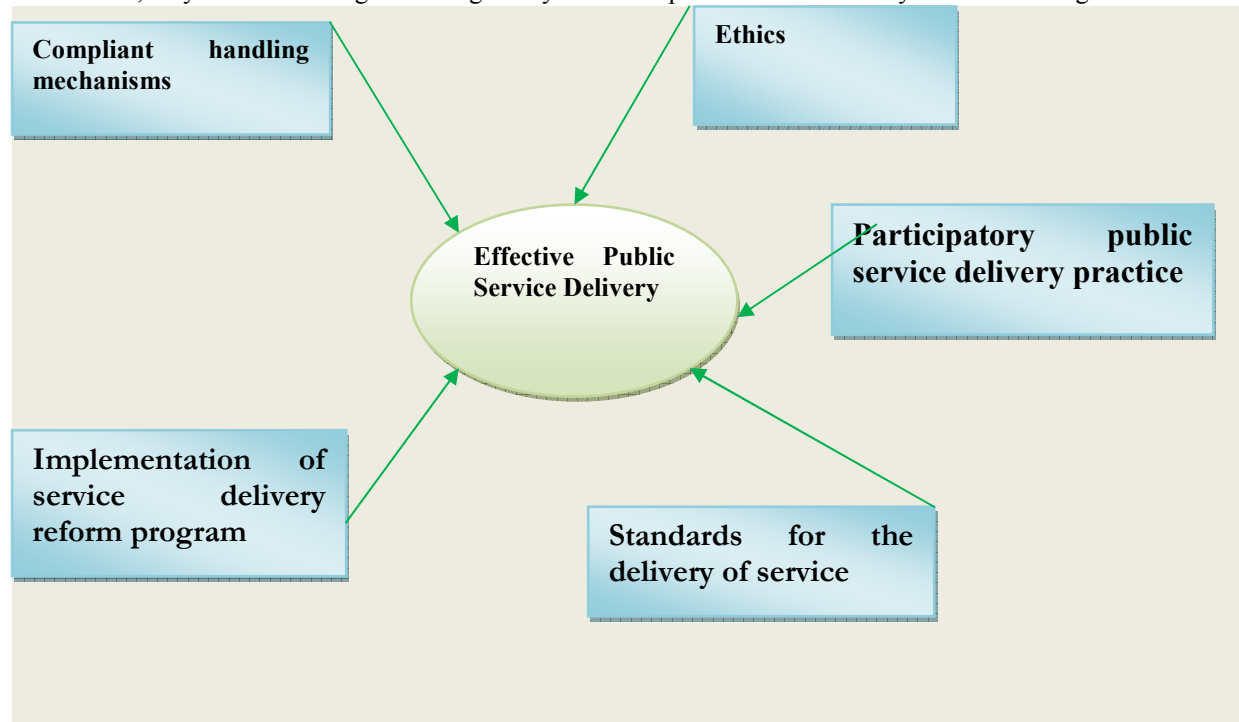 Compliant handling
mechanisms
Ethics
Effective Public
Service Delivery
Participatory public
service delivery practice
Implementation of
service delivery
reform program
Standards for the
delivery of service